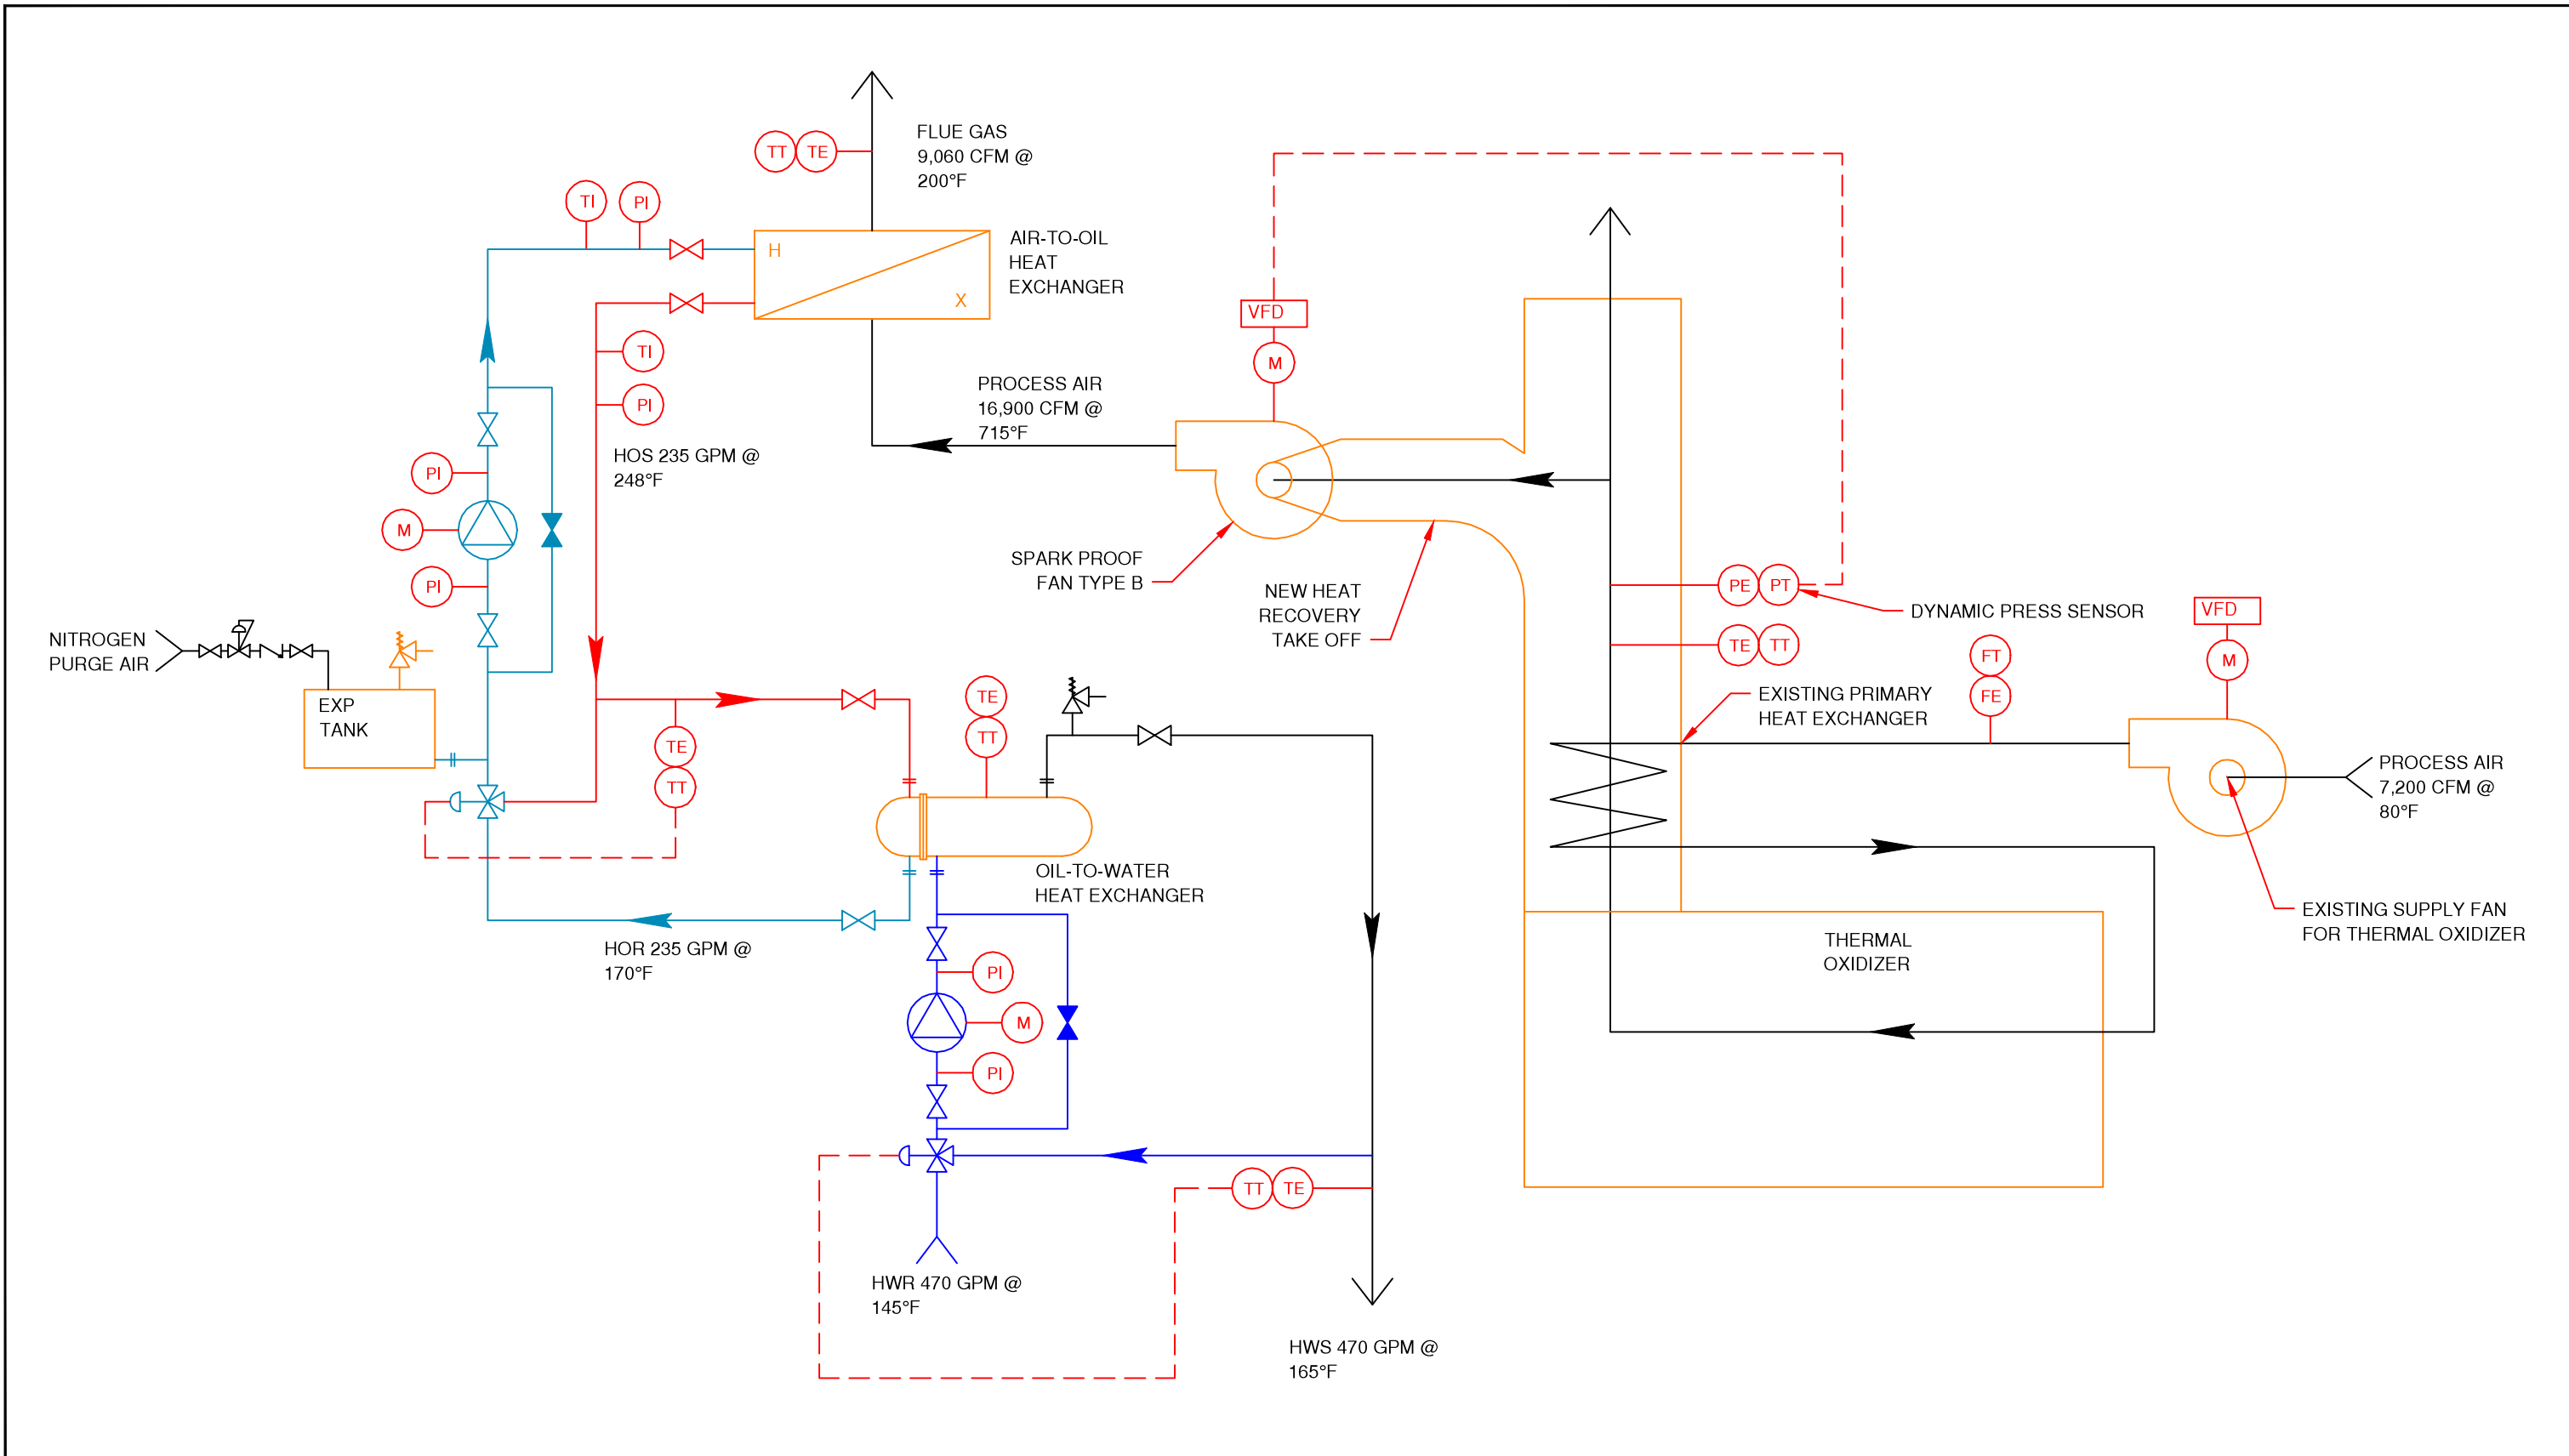 FLUE GAS
9,060 CFM @
200°F
TT
TE
TI
PI
H
X
AIR-TO-OIL
HEAT
EXCHANGER
VFD
M
TI
PI
PROCESS AIR
16,900 CFM @
715°F
HOS 235 GPM @
248°F
PI
M
PI
SPARK PROOF
FAN TYPE B
NEW HEAT
RECOVERY
TAKE OFF
PE
PT
DYNAMIC PRESS SENSOR
TE
TT
NITROGEN
PURGE AIR
EXP
TANK
TE
TT
TE
TT
EXISTING PRIMARY
HEAT EXCHANGER
FT
FE
VFD
M
PROCESS AIR
7,200 CFM @
80°F
OIL-TO-WATER
HEAT EXCHANGER
EXISTING SUPPLY FAN
FOR THERMAL OXIDIZER
THERMAL
OXIDIZER
HOR 235 GPM @
170°F
PI
M
PI
TT
TE
HWR 470 GPM @
145°F
HWS 470 GPM @
165°F